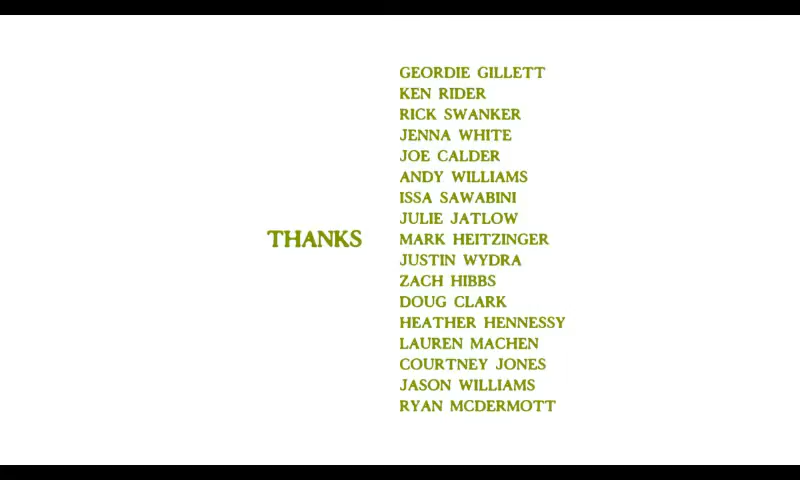 GEORDIE GILLETT
KEN RIDER
RICK SWANKER
JENNA WHITE
JOE CALDER
ANDY WILLIAMS
ISSA SAWABINI
JULIE JATLOW
THANKS
MARK HEITZINGER
JUSTIN WYDRA
ZACH HIBBS
DOUG CLARK
HEATHER HENNESSY
LAUREN MACHEN
COURTNEY JONES
JASON WILLIAMS
RYAN MCDERMOTT